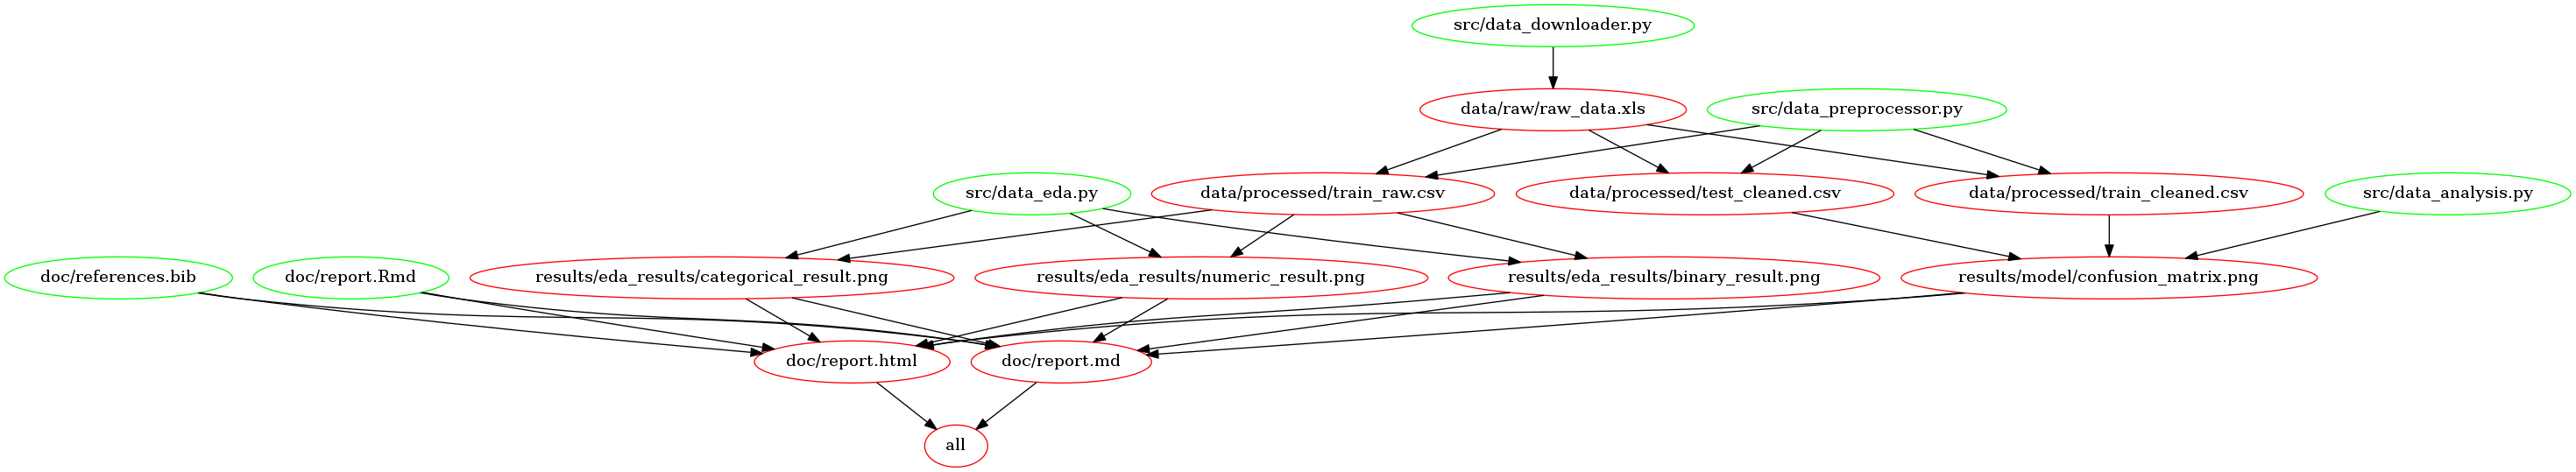 src/data_downloader.py
data/raw/raw_data.xls
src/data_preprocessor.py
src/data_eda.py
data/processed/train_raw.csv
data/processed/test_cleaned.csv
data/processed/train_cleaned.csv
src/data_analysis.py
doc/references.bib
doc/report.Rmd
results/eda_results/categorical_result.png
results/eda_results/numeric_result.png
results/eda_results/binary_result.png
results/model/confusion_matrix.png
doc/report.html
doc/report.md
all